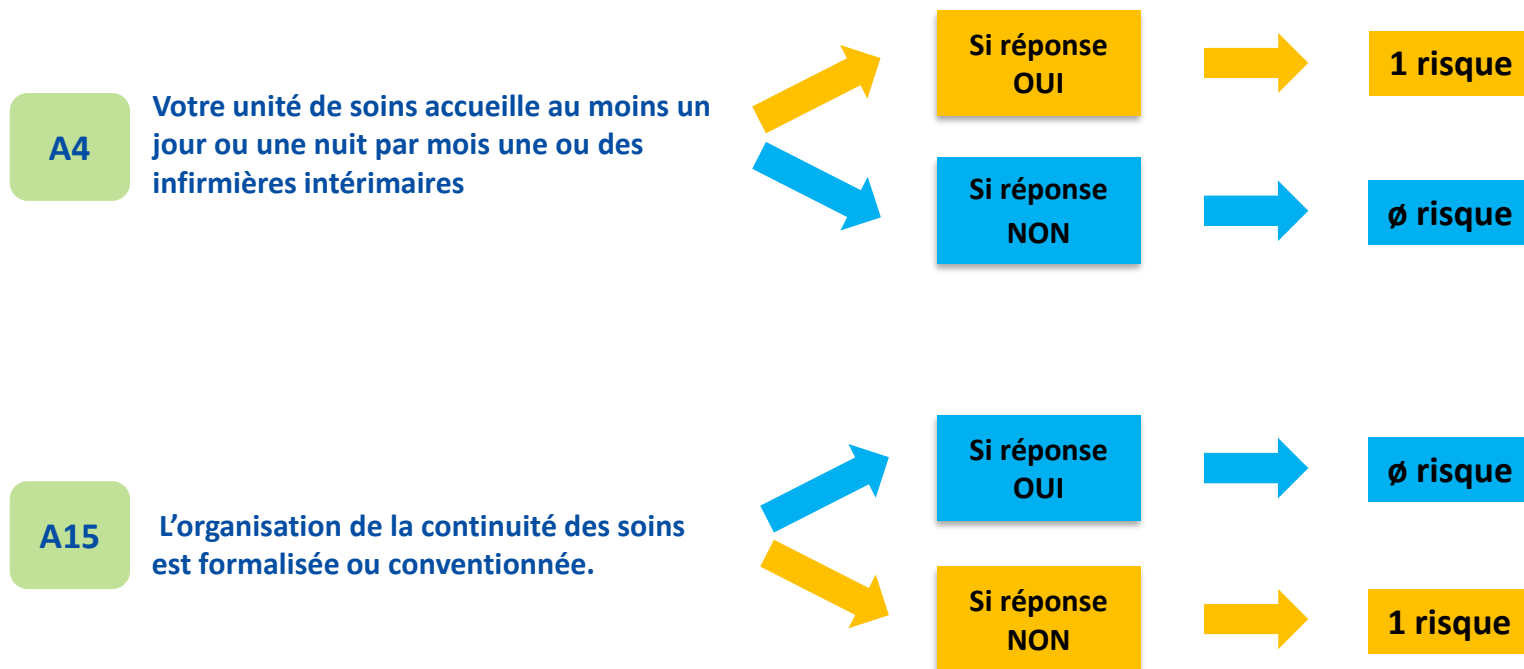 A4
Votre unité de soins accueille au moins un
jour ou une nuit par mois une ou des
infirmières intérimaires
Si réponse
OUI
1 risque
Si réponse
NON
ø risque
A15
L’organisation de la continuité des soins
est formalisée ou conventionnée.
Si réponse
OUI
ø risque
Si réponse
NON
1 risque